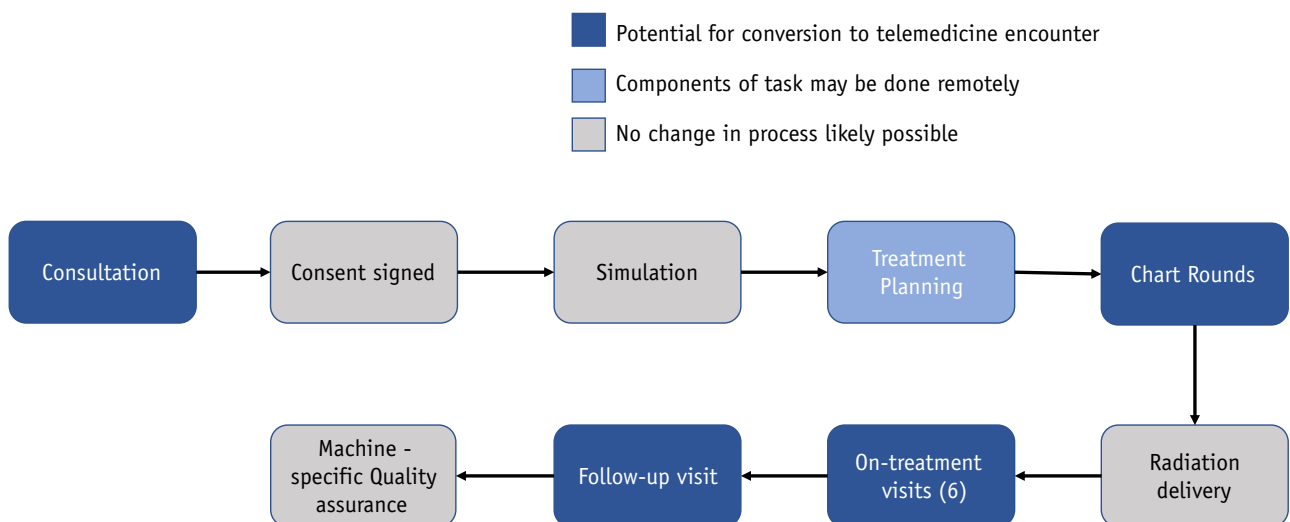 Potential for conversion to telemedicine encounter
Components of task may be done remotely
No change in process likely possible
Consultation
Consent signed
Simulation
Treatment
Planning
Chart Rounds
Machine -
specific Quality
assurance
Follow-up visit
On-treatment
visits (6)
Radiation
delivery